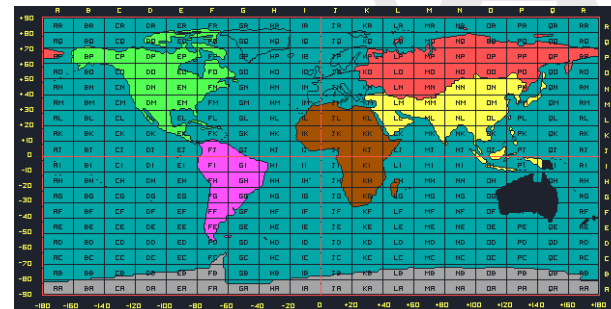 A B C D E F G H I J K L M N O P Q R
+90 AR BR CR DR ER FR GR HR IR JR KR LR MR NR OR PR QR RR R
+80 AQ BQ CQ DQ EQ FQ GQ HQ IQ JQ KQ LQ MQ NQ OQ PQ QQ RQ Q
+70 AP BP CP DP EP FP GP HP IP JP KP LP MP NP OP PP QP RP P
+60 AO BO CO DO EO FO GO HO IO JO KO LO MO NO OO PO QO RO O
+50 AN BN CN DN EN FN GN HN IN JN KN LN MN NN ON PN QN RN N
+40 AM BM CM DM EM FM GM HM IM JM KM LM MM NM OM PM QM RM M
+30 AL BL CL DL EL FL GL HL IL JL KL LL ML NL OL PL QL RL L
+20 AK BK CK DK EK FK GK HK IK JK KK LK MK NK OK PK QK RK K
+10 AJ BJ CJ DJ EJ FJ GJ HJ IJ JJ KJ LJ MJ NJ OJ PJ QJ RJ J
0 AI BI CI DI EI FI GI HI II JI KI LI MI NI OI PI QI RI I
-10 AH BH CH DH EH FH GH HH IH JH KH LH MH NH OH PH QH RH H
-20 AG BG CG DG EG FG GG HG IG JG KG LG MG NG OG RG G
-30 AF BF CF DF EF FF GF HF IF JF KF LF MF NF OF RF F
-40 AE BE CE DE EE FE GE HE IE JE KE LE ME NE OE PE QE RE E
-50 AD BD CD DD ED FD GD HD ID JD KD LD MD ND OD PD QD RD D
-60 AC BC CC DC EC FC GC HC IC JC KC LC MC NC OC PC QC RC C
-70 AB BB CB DB EB FB GB HB IB JB KB LB MB NB OB PB QB RB B
-80 AA BA CA DA EA FA GA HA IA JA KA LA MA NA OA PA QA RA A
-90
-180 -160 -140 -120 -100 -80 -60 -40 -20 0 +20 +40 +60 +80 +100 +120 +140 +160 +180